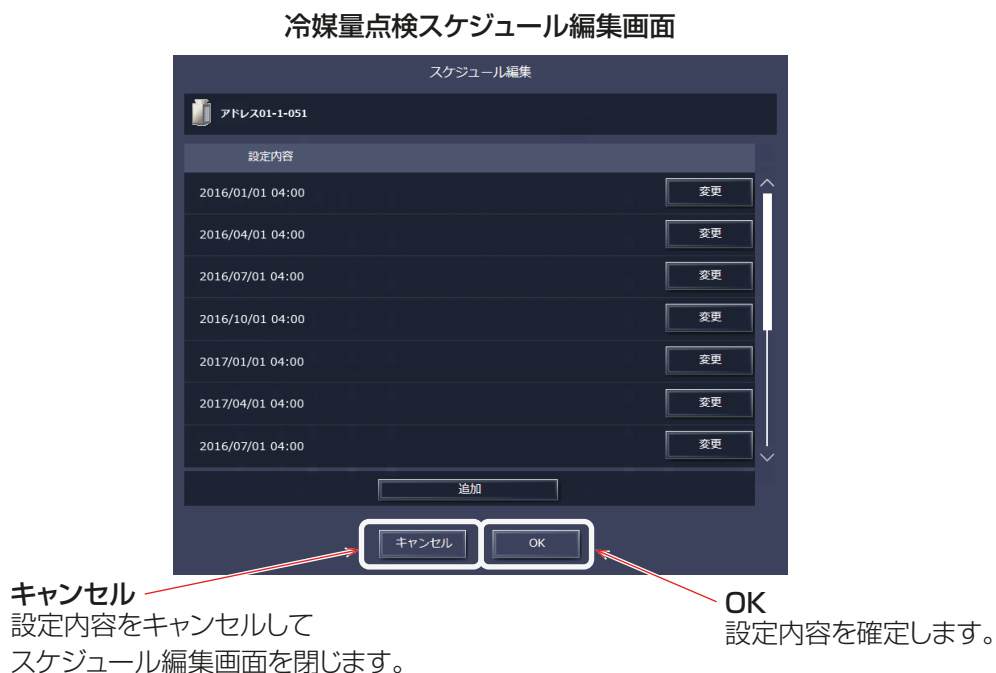 冷媒量点検スケジュール編集画面
スケジュール編集
アドレス01-1-051
設定内容
2016/01/01 04:00 変更
2016/04/01 04:00 変更
2016/07/01 04:00 変更
2016/10/01 04:00 変更
2017/01/01 04:00 変更
2017/04/01 04:00 変更
2016/07/01 04:00 変更
追加
キャンセル OK
キャンセル
設定内容をキャンセルして
スケジュール編集画面を閉じます。
OK
設定内容を確定します。